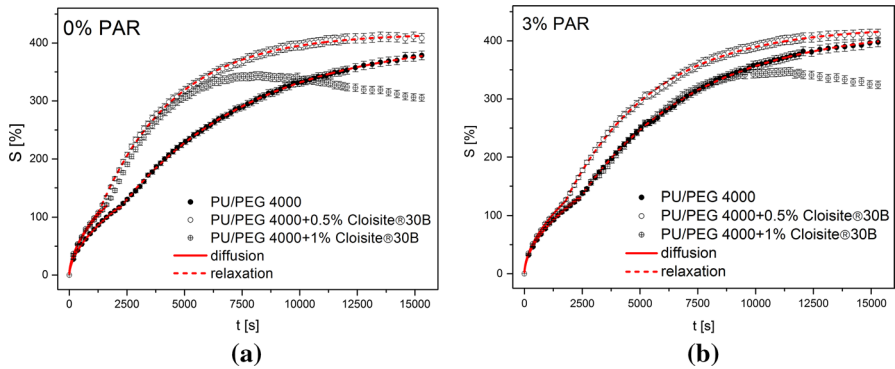 0% PAR
S [%]
400
300
200
100
0
PU/PEG 4000
PU/PEG 4000+0.5% Cloisite®30B
PU/PEG 4000+1% Cloisite®30B
diffusion
relaxation
0 2500 5000 7500 10000 12500 15000
t [s]
(a)
3% PAR
S [%]
400
300
200
100
0
PU/PEG 4000
PU/PEG 4000+0.5% Cloisite®30B
PU/PEG 4000+1% Cloisite®30B
diffusion
relaxation
0 2500 5000 7500 10000 12500 15000
t [s]
(b)